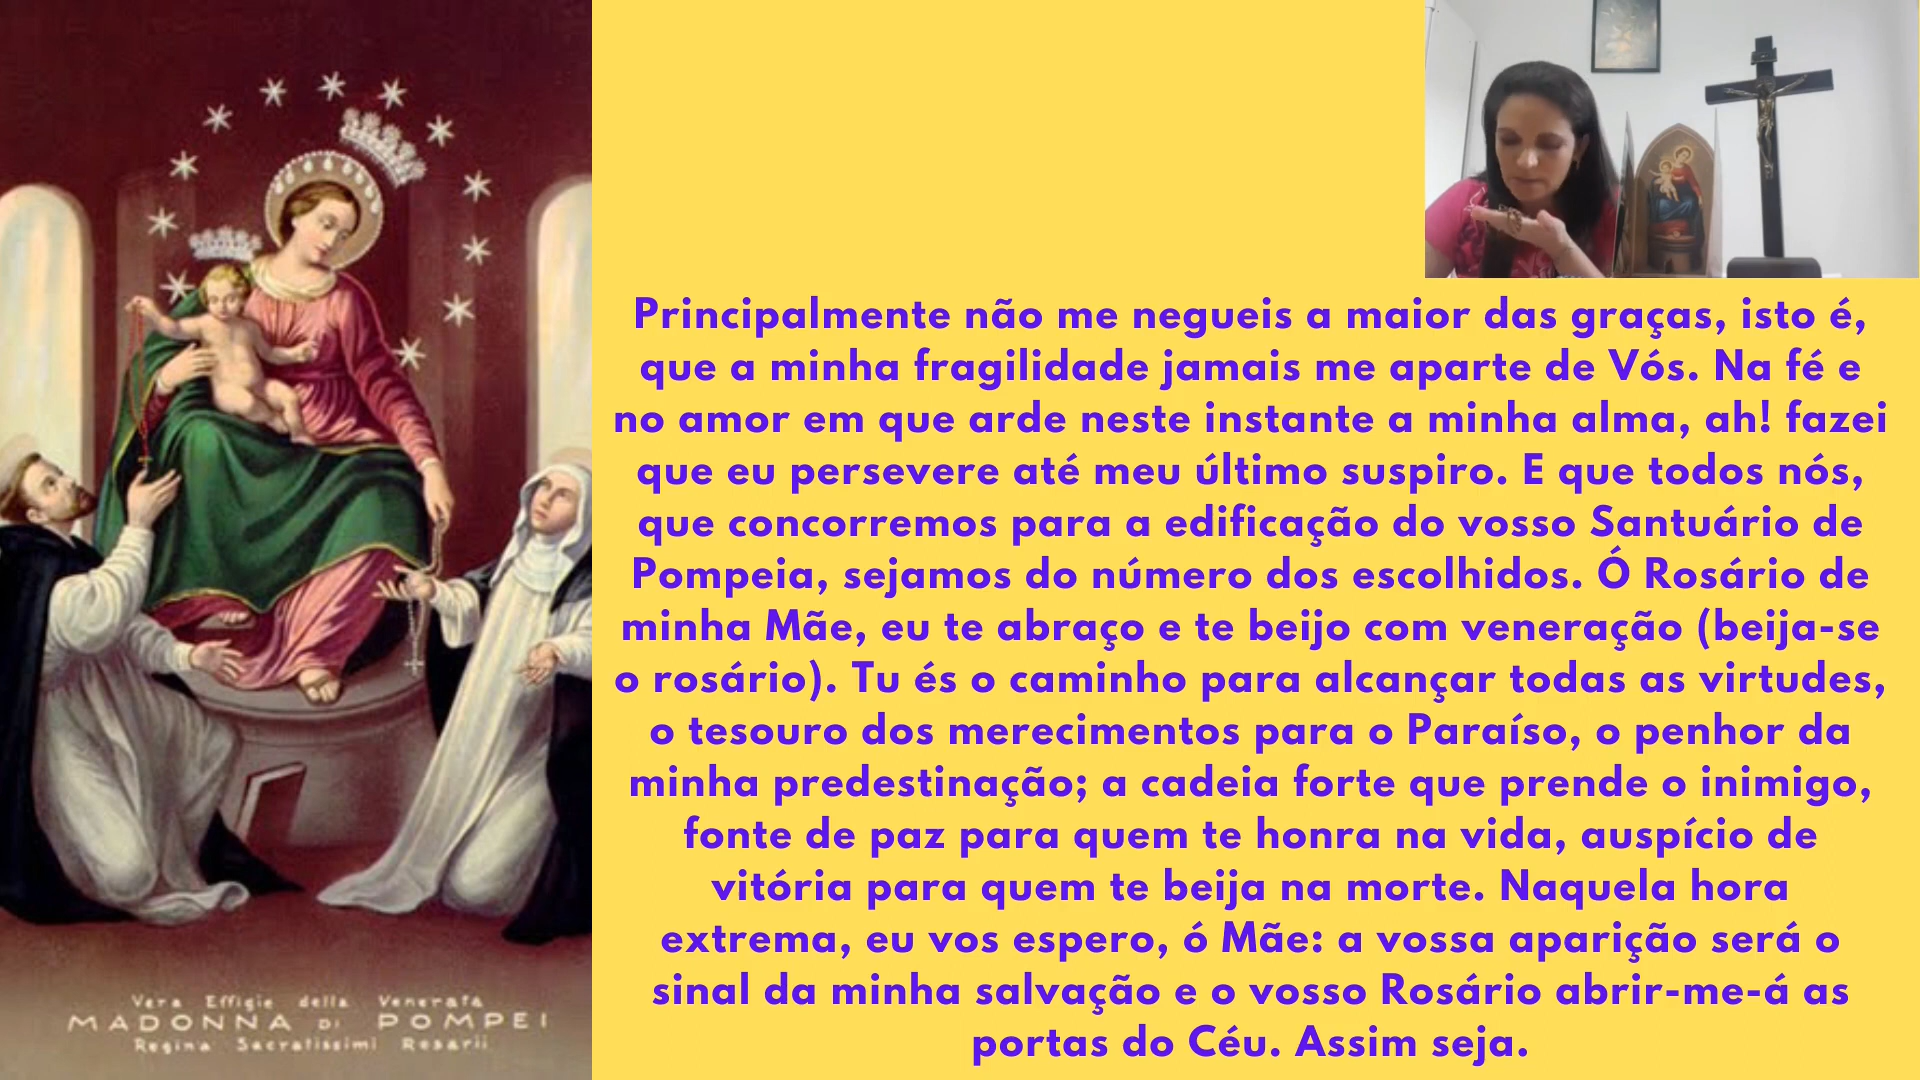 Principalmente não me negueis a maior das graças, isto é,
que a minha fragilidade jamais me aparte de Vós. Na fé e
no amor em que arde neste instante a minha alma, ah! fazei
que eu persevere até meu último suspiro. E que todos nós,
que concorremos para a edificação do vosso Santuário de
Pompeia, sejamos do número dos escolhidos. Ó Rosário de
minha Mãe, eu te abraço e te beijo com veneração (beija-se
o rosário). Tu és o caminho para alcançar todas as virtudes,
o tesouro dos merecimentos para o Paraíso, o penhor da
minha predestinação; a cadeia forte que prende o inimigo,
fonte de paz para quem te honra na vida, auspício de
vitória para quem te beija na morte. Naquela hora
extrema, eu vos espero, ó Mãe: a vossa aparição será o
sinal da minha salvação e o vosso Rosário abrir-me-á as
portas do Céu. Assim seja.
Vera Effigie della Venerata
MADONNA DI POMPEI
Regina Sacratissimi Rosarii